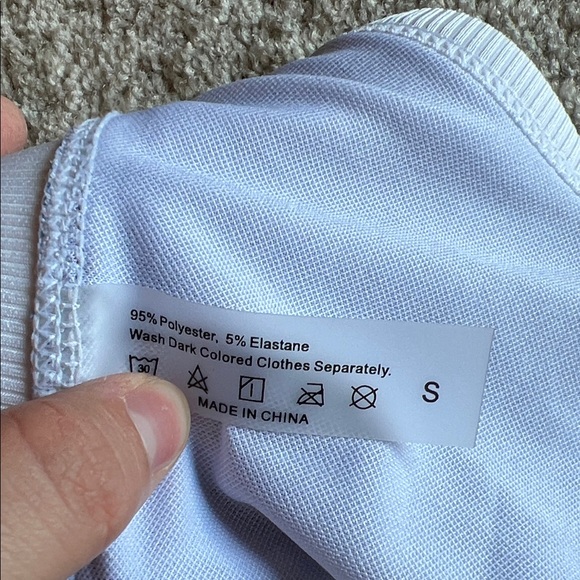 95% Polyester, 5% Elastane
Wash Dark Colored Clothes Separately.
30 S
MADE IN CHINA